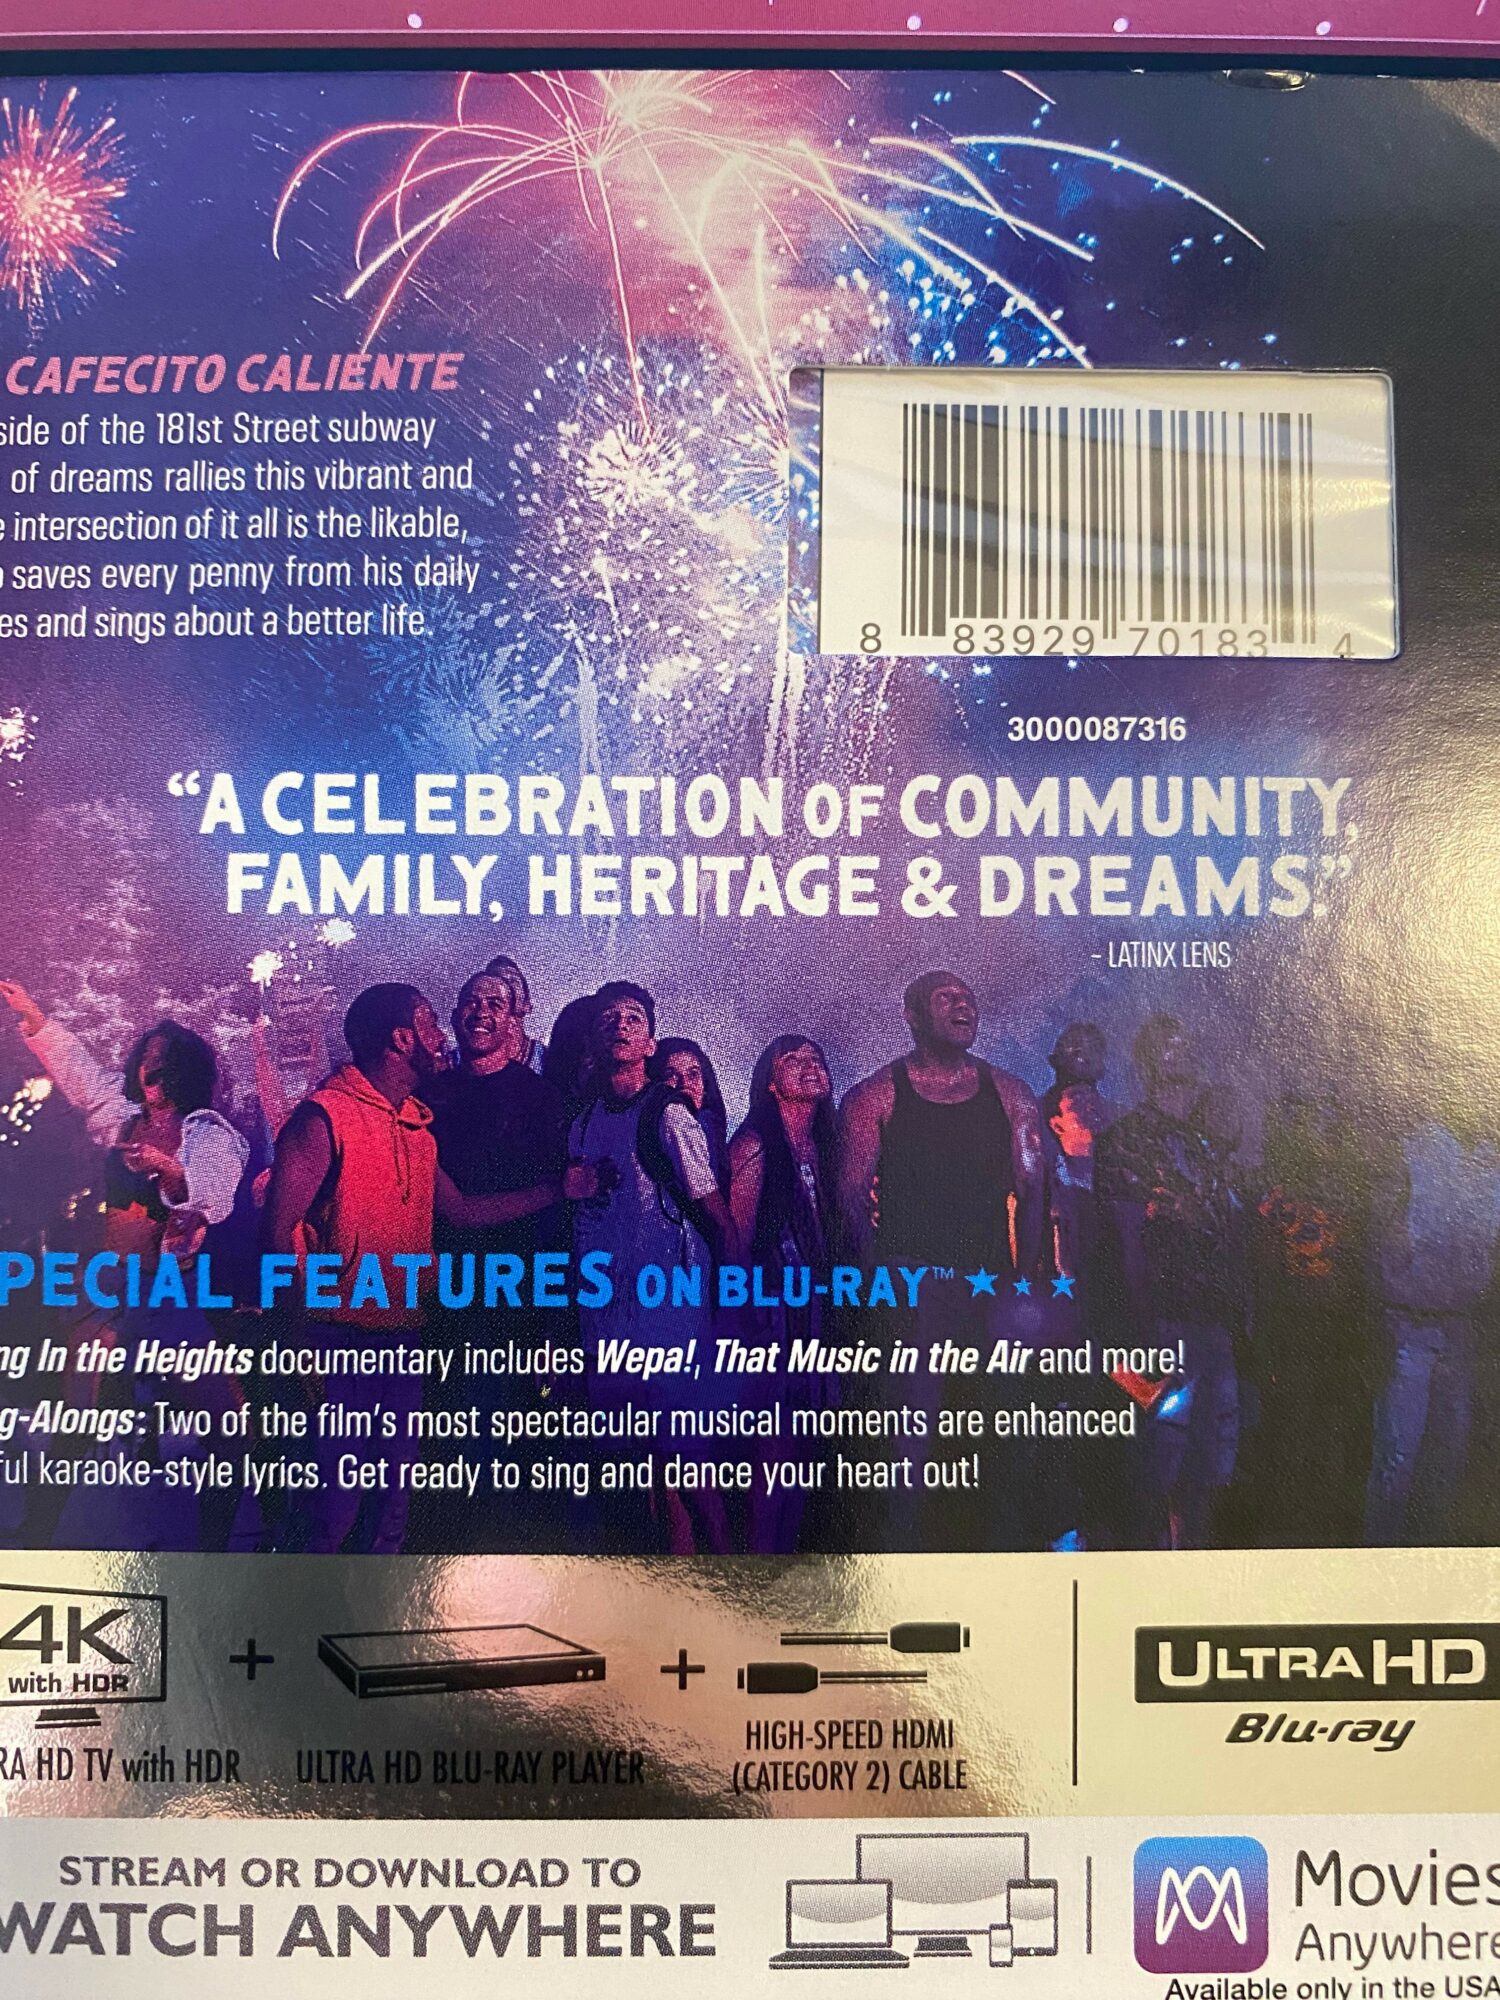 CAFECITO CALIENTE
side of the 181st Street subway
of dreams rallies this vibrant and
intersection of it all is the likable,
saves every penny from his daily
es and sings about a better life.
8 83929 70183 4
3000087316
“A CELEBRATION OF COMMUNITY,
FAMILY, HERITAGE & DREAMS.”
- LATINX LENS
PECIAL FEATURES ON BLU-RAY™
ng In the Heights documentary includes Wepa!, That Music in the Air and more!
g-Alongs: Two of the film's most spectacular musical moments are enhanced
ful karaoke-style lyrics. Get ready to sing and dance your heart out!
4K
with HDR
+
+
RA HD TV with HDR
ULTRA HD BLU-RAY PLAYER
HIGH-SPEED HDMI
(CATEGORY 2) CABLE
ULTRA HD
Blu-ray
STREAM OR DOWNLOAD TO
WATCH ANYWHERE
Movies
Anywhere
Available only in the USA